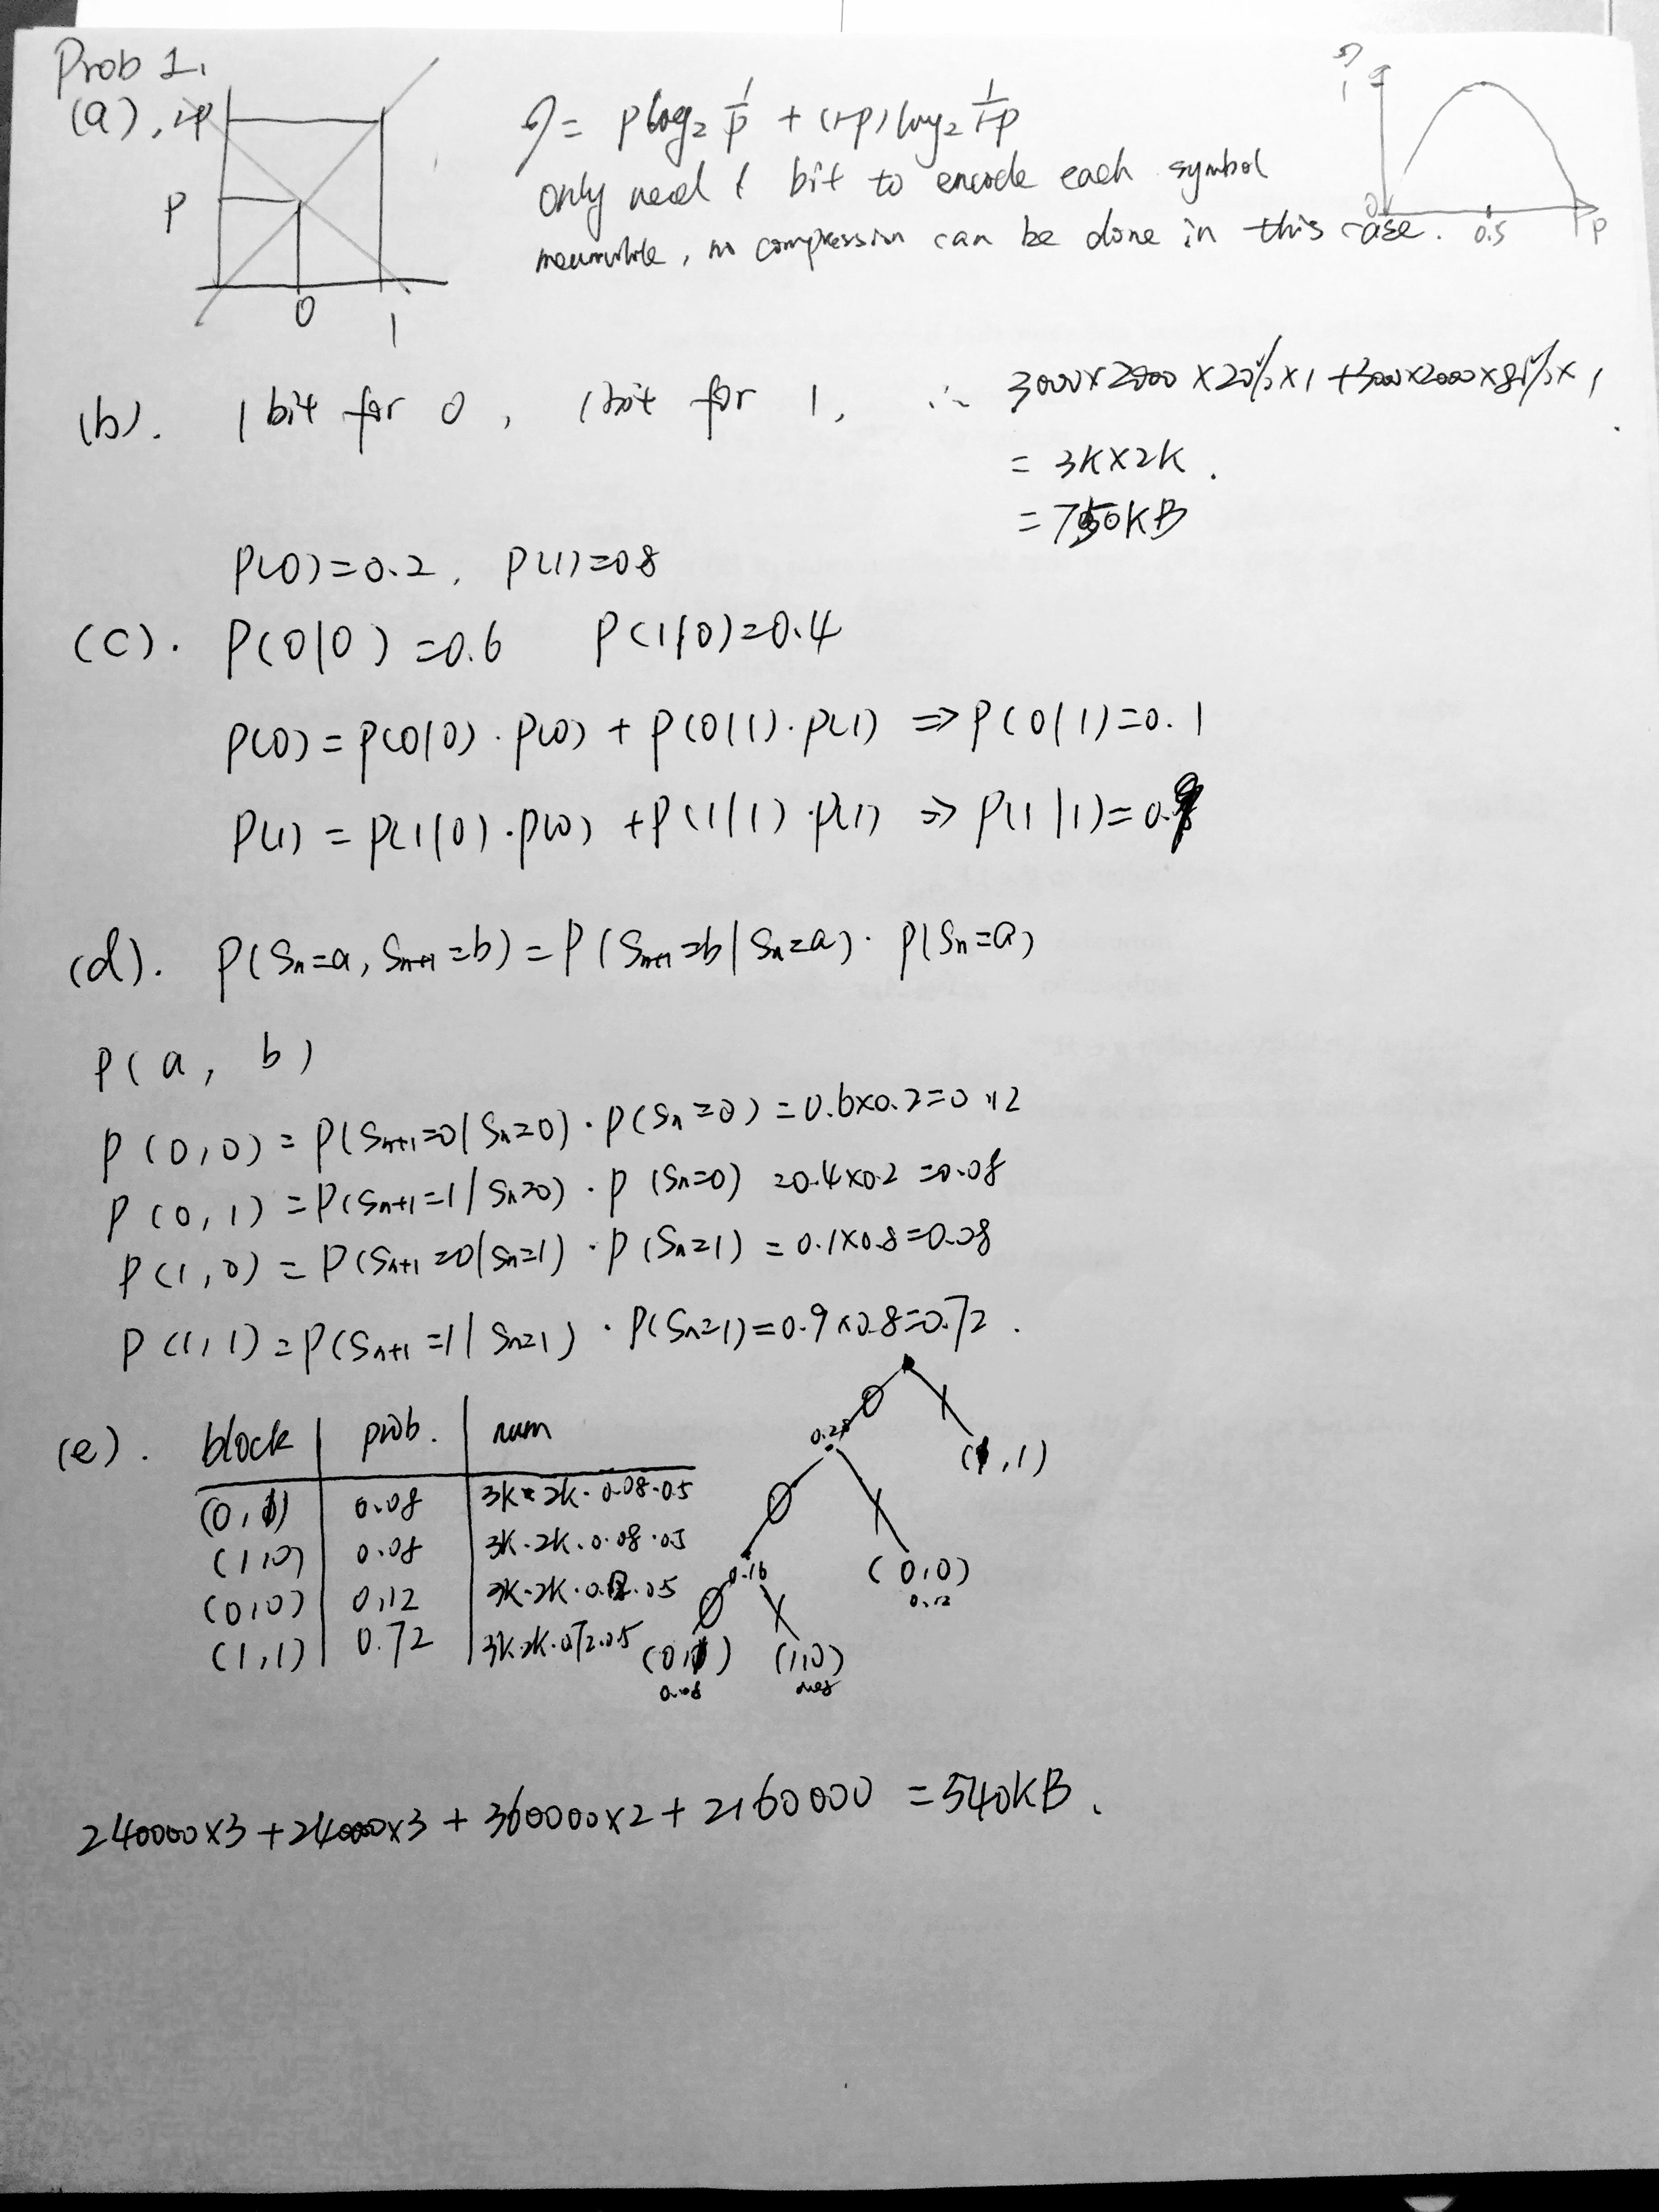 Prob 1.
(a). 1-p
p
0
1
η = p log₂ 1/p + (1-p) log₂ 1/1-p
only need 1 bit to encode each symbol
meanwhile, no compression can be done in this case.
η
1
0
0.5
p
(b). 1 bit for 0, 1 bit for 1, ∴ 3000×2000×20%×1+3000×2000×80%×1
= 3K×2K.
= 750KB
P(0)=0.2, P(1)=0.8
(c). P(0|0)=0.6 P(1|0)=0.4
P(0)=P(0|0)·P(0)+P(0|1)·P(1) ⇒ P(0|1)=0.1
P(1)=P(1|0)·P(0)+P(1|1)·P(1) ⇒ P(1|1)=0.9
(d). P(Sn=a, Sn+1=b)=P(Sn+1=b|Sn=a)·P(Sn=a)
P(a, b)
P(0,0)=P(Sn+1=0|Sn=0)·P(Sn=0)=0.6×0.2=0.12
P(0,1)=P(Sn+1=1|Sn=0)·P(Sn=0)=0.4×0.2=0.08
P(1,0)=P(Sn+1=0|Sn=1)·P(Sn=1)=0.1×0.8=0.08
P(1,1)=P(Sn+1=1|Sn=1)·P(Sn=1)=0.9×0.8=0.72.
(e). block prob. num
(0,1) 0.08 3K·2K·0.08·0.5
(1,0) 0.08 3K·2K·0.08·0.5
(0,0) 0.12 3K·2K·0.12·0.5
(1,1) 0.72 3K·2K·0.72·0.5
0 1
0.28 (1,1)
0 1
0.16 (0,0)
0.12
0 1
(0,1) (1,0)
0.08 0.08
240000×3+240000×3+360000×2+2160000 =540KB.